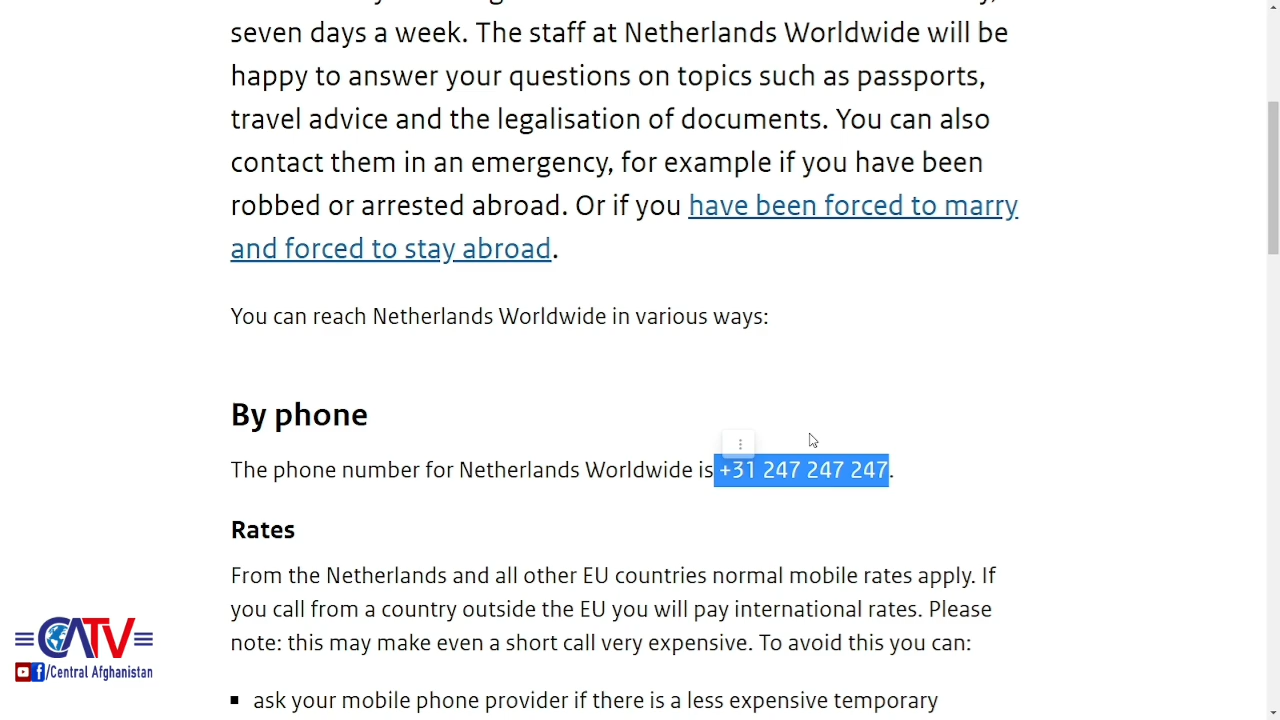 seven days a week. The staff at Netherlands Worldwide will be
happy to answer your questions on topics such as passports,
travel advice and the legalisation of documents. You can also
contact them in an emergency, for example if you have been
robbed or arrested abroad. Or if you have been forced to marry
and forced to stay abroad.
You can reach Netherlands Worldwide in various ways:
By phone
The phone number for Netherlands Worldwide is +31 247 247 247.
Rates
From the Netherlands and all other EU countries normal mobile rates apply. If
you call from a country outside the EU you will pay international rates. Please
note: this may make even a short call very expensive. To avoid this you can:
CATV
/Central Afghanistan
ask your mobile phone provider if there is a less expensive temporary